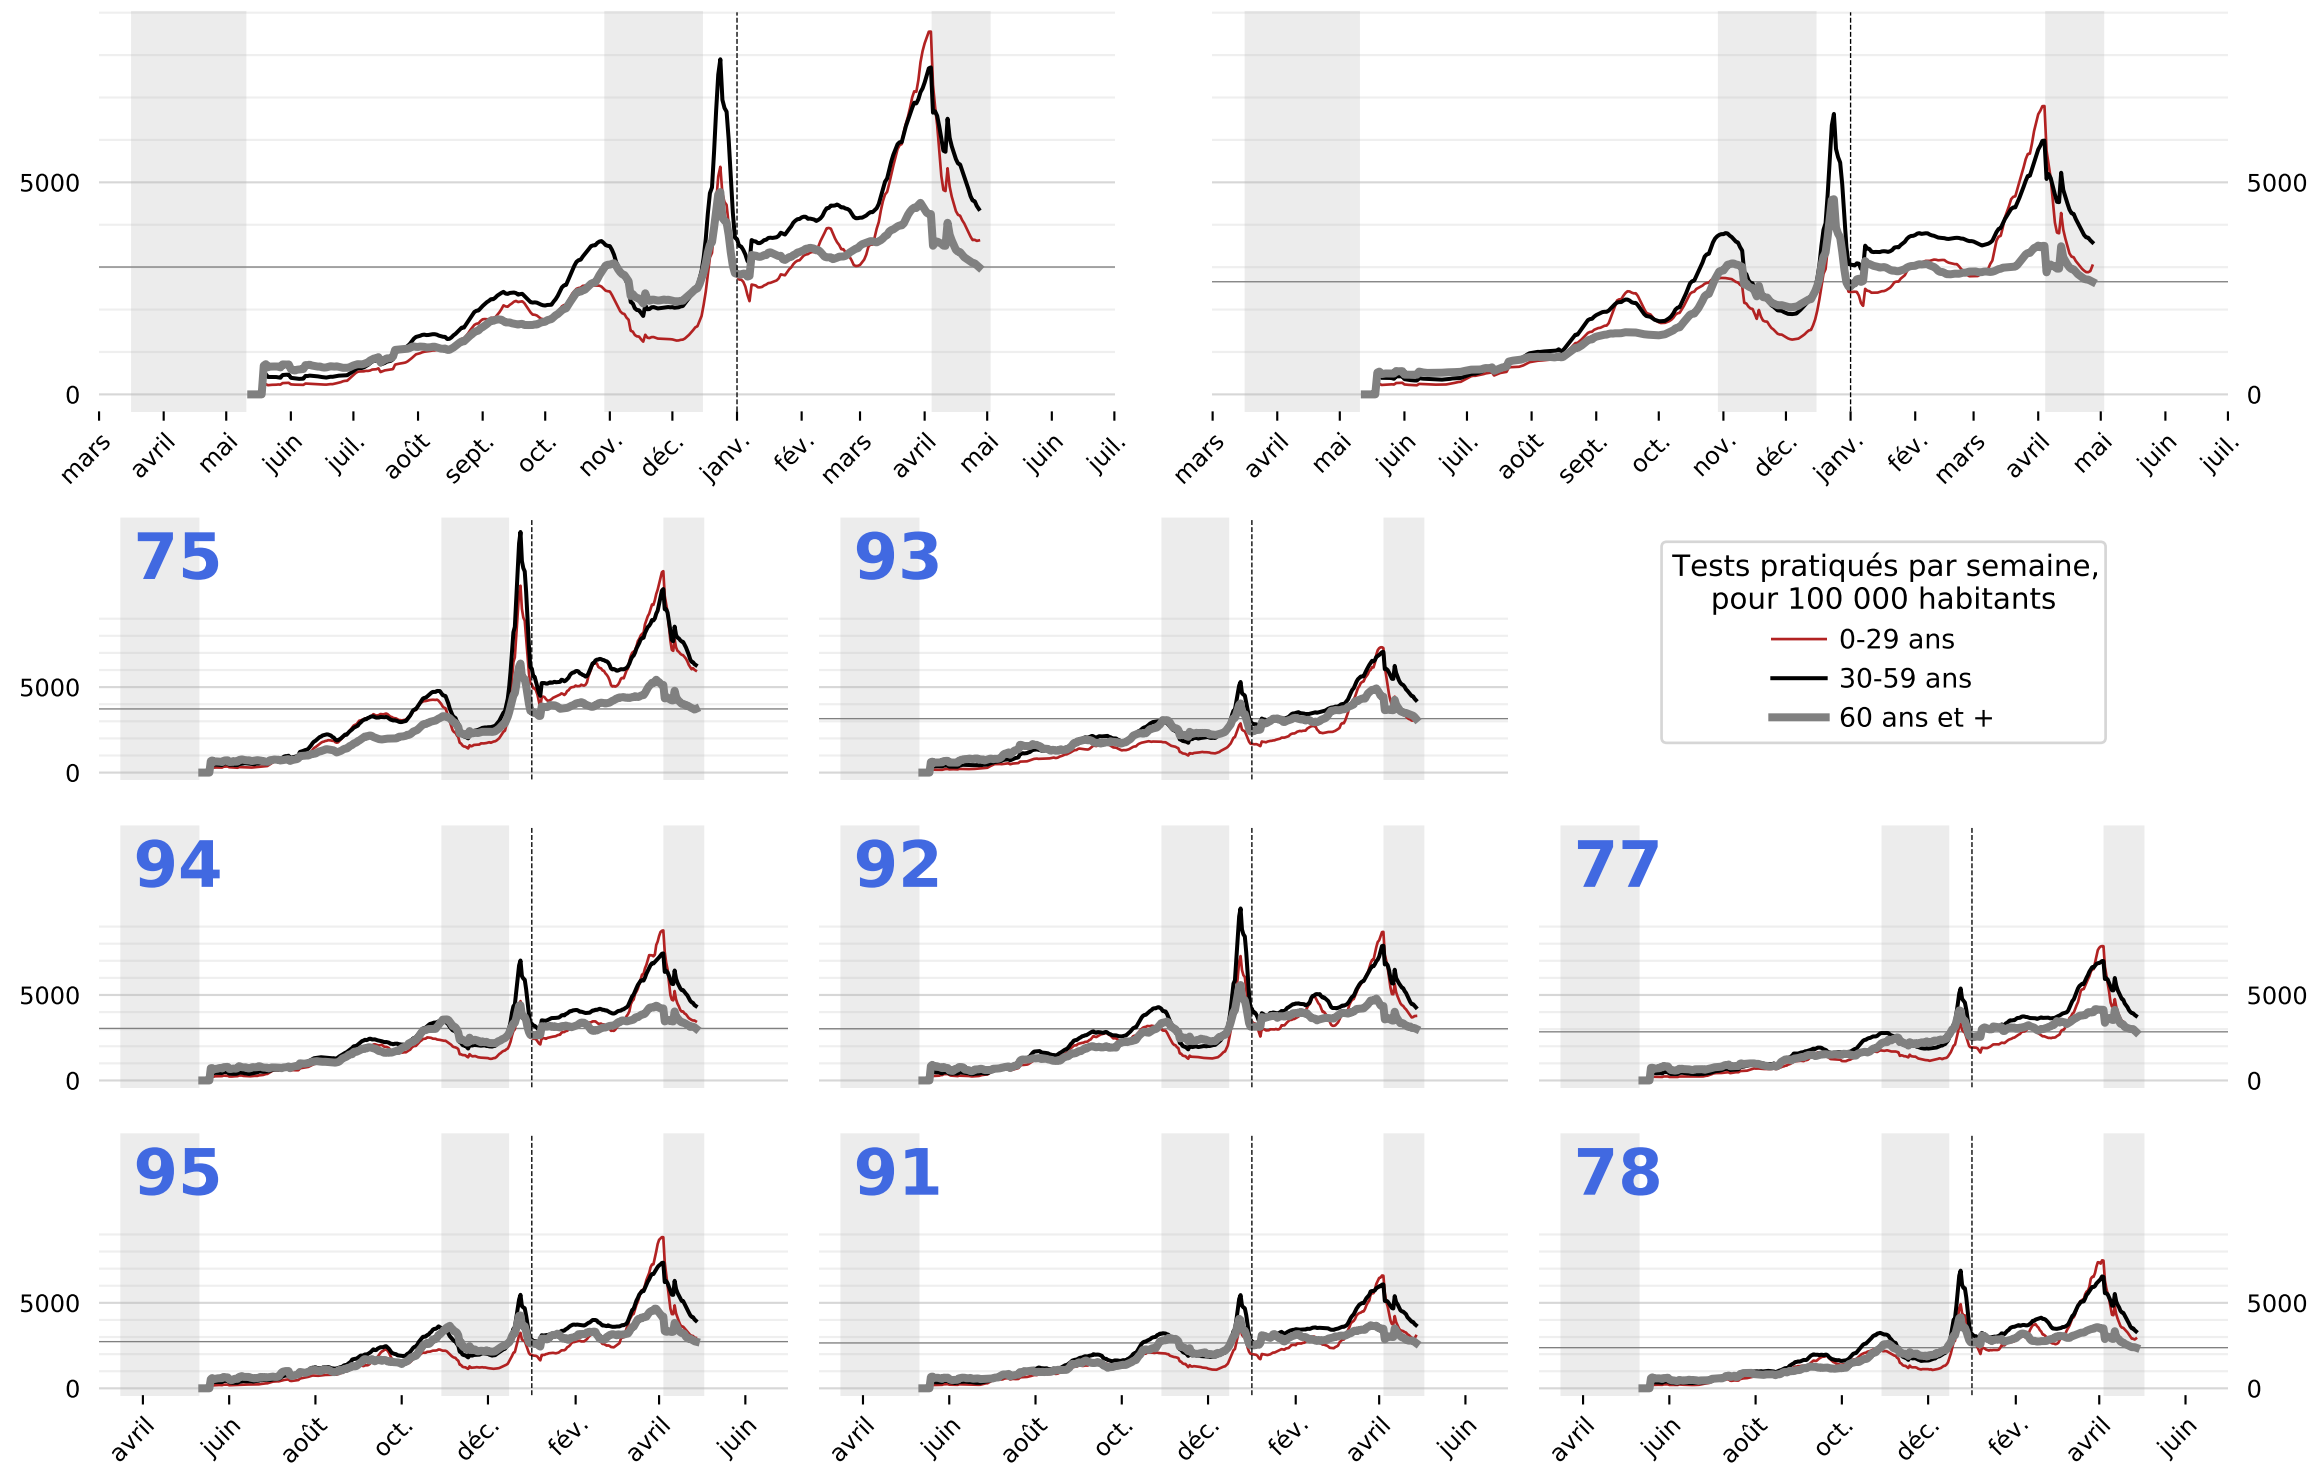 5000
5000
0
0
mars avril mai juin juil. août sept. oct. nov. déc. janv. fév. mars avril mai juin juil.
mars avril mai juin juil. août sept. oct. nov. déc. janv. fév. mars avril mai juin juil.
75
93
Tests pratiqués par semaine,
pour 100 000 habitants
0-29 ans
30-59 ans
60 ans et +
5000
0
94
92
77
5000
5000
0
0
95
91
78
5000
5000
0
0
avril juin août oct. déc. fév. avril juin
avril juin août oct. déc. fév. avril juin
avril juin août oct. déc. fév. avril juin